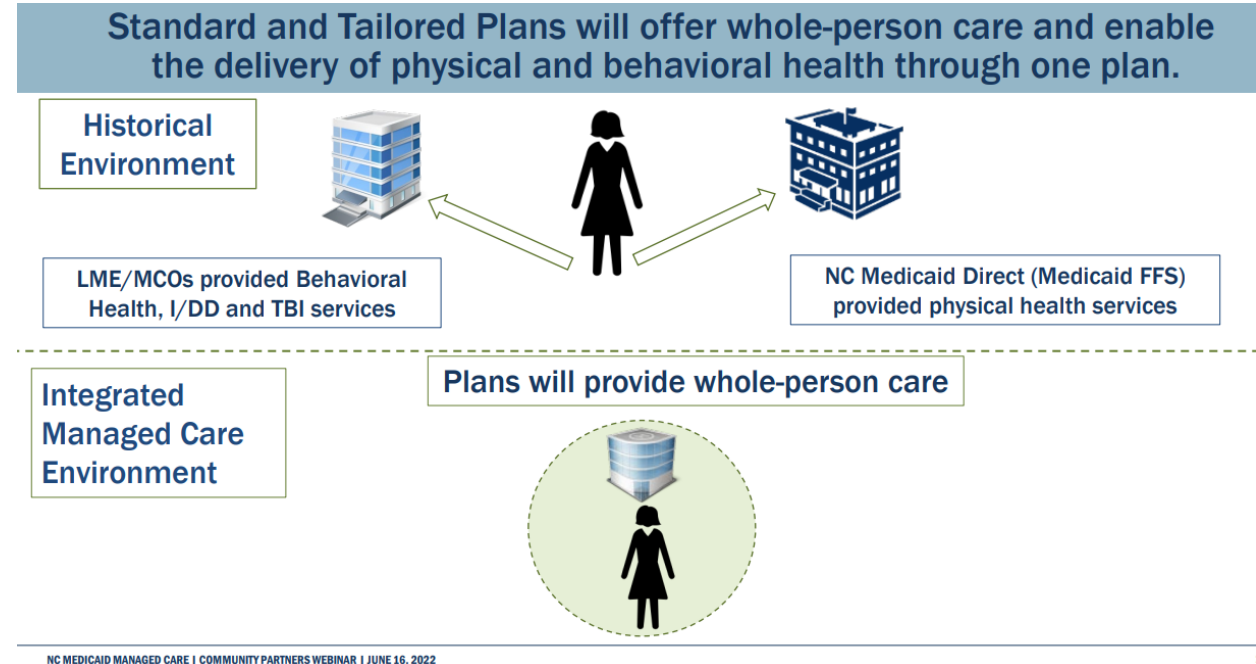 Standard and Tailored Plans will offer whole-person care and enable
the delivery of physical and behavioral health through one plan.
Historical
Environment
LME/MCOs provided Behavioral
Health, I/DD and TBI services
NC Medicaid Direct (Medicaid FFS)
provided physical health services
Integrated
Managed Care
Environment
Plans will provide whole-person care
NC MEDICAID MANAGED CARE | COMMUNITY PARTNERS WEBINAR | JUNE 16, 2022